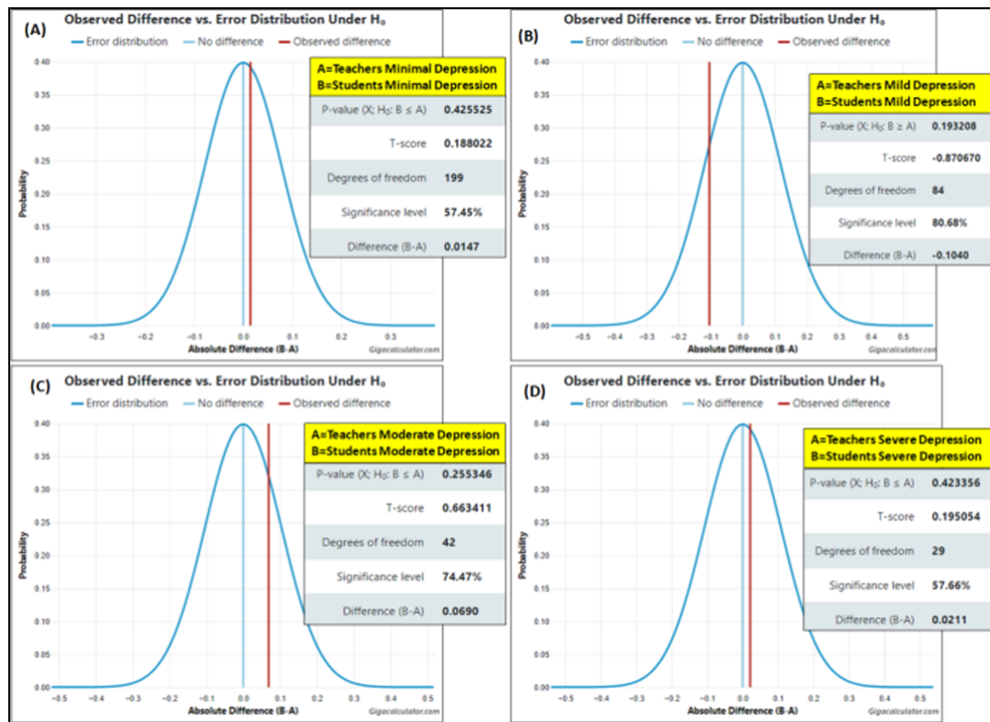 (A)
Observed Difference vs. Error Distribution Under H₀
Error distribution No difference Observed difference
A=Teachers Minimal Depression
B=Students Minimal Depression
P-value (X; H₀: B ≤ A) 0.425525
T-score 0.188022
Degrees of freedom 199
Significance level 57.45%
Difference (B-A) 0.0147
Probability
0.40
0.35
0.30
0.25
0.20
0.15
0.10
0.05
0.00
−0.3 −0.2 −0.1 0.0 0.1 0.2 0.3
Absolute Difference (B-A)
Gigacalculator.com
(B)
Observed Difference vs. Error Distribution Under H₀
Error distribution No difference Observed difference
A=Teachers Mild Depression
B=Students Mild Depression
P-value (X; H₀: B ≥ A) 0.193208
T-score -0.870670
Degrees of freedom 84
Significance level 80.68%
Difference (B-A) -0.1040
Probability
0.40
0.35
0.30
0.25
0.20
0.15
0.10
0.05
0.00
−0.5 −0.4 −0.3 −0.2 −0.1 0.0 0.1 0.2 0.3 0.4 0.5
Absolute Difference (B-A)
Gigacalculator.com
(C)
Observed Difference vs. Error Distribution Under H₀
Error distribution No difference Observed difference
A=Teachers Moderate Depression
B=Students Moderate Depression
P-value (X; H₀: B ≤ A) 0.255346
T-score 0.663411
Degrees of freedom 42
Significance level 74.47%
Difference (B-A) 0.0690
Probability
0.40
0.35
0.30
0.25
0.20
0.15
0.10
0.05
0.00
−0.5 −0.4 −0.3 −0.2 −0.1 0.0 0.1 0.2 0.3 0.4 0.5
Absolute Difference (B-A)
Gigacalculator.com
(D)
Observed Difference vs. Error Distribution Under H₀
Error distribution No difference Observed difference
A=Teachers Severe Depression
B=Students Severe Depression
P-value (X; H₀: B ≤ A) 0.423356
T-score 0.195054
Degrees of freedom 29
Significance level 57.66%
Difference (B-A) 0.0211
Probability
0.40
0.35
0.30
0.25
0.20
0.15
0.10
0.05
0.00
−0.5 −0.4 −0.3 −0.2 −0.1 0.0 0.1 0.2 0.3 0.4 0.5
Absolute Difference (B-A)
Gigacalculator.com